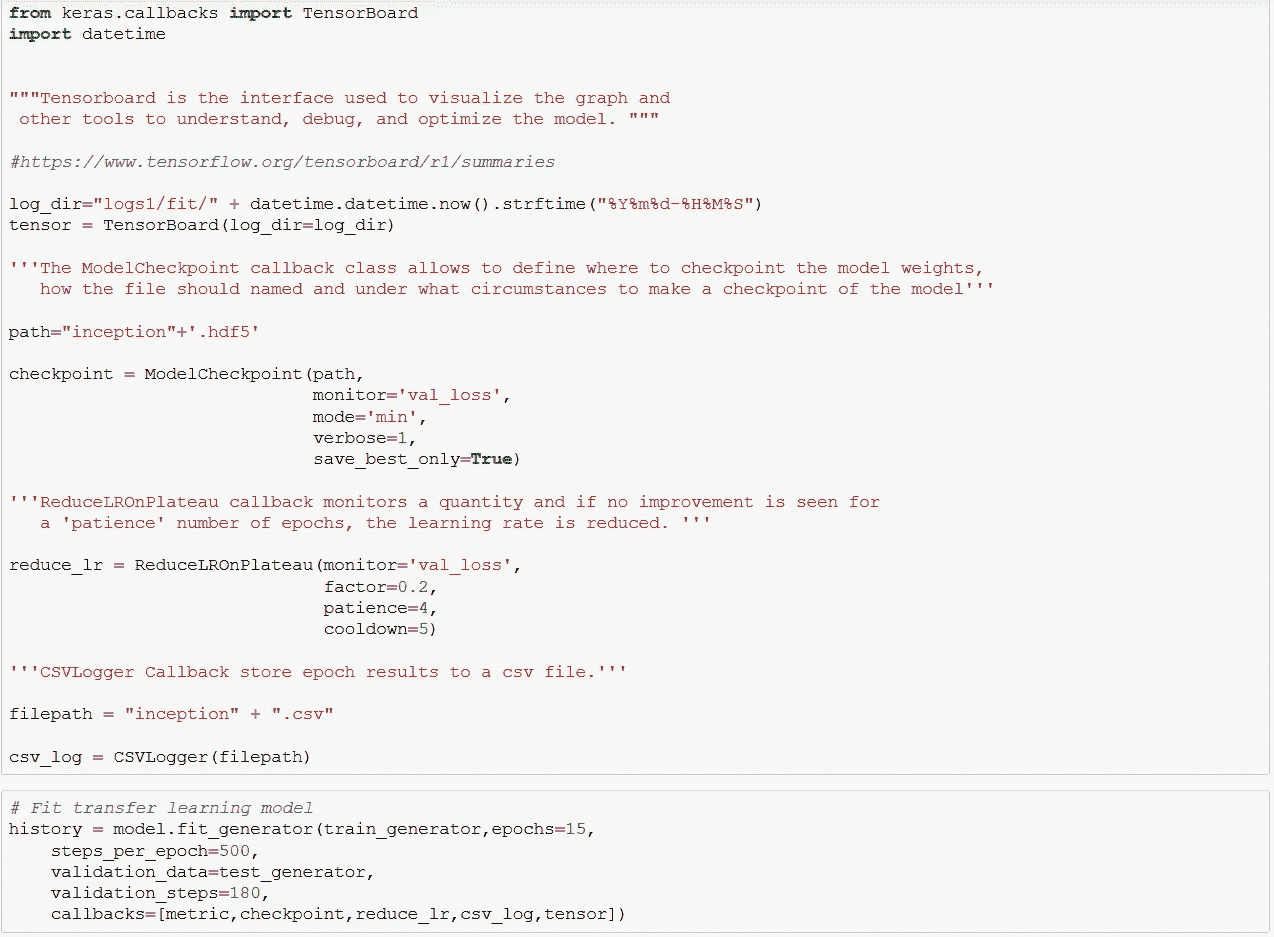 from keras.callbacks import TensorBoard
import datetime
"""Tensorboard is the interface used to visualize the graph and
other tools to understand, debug, and optimize the model. """
#https://www.tensorflow.org/tensorboard/r1/summaries
log_dir="logs1/fit/" + datetime.datetime.now().strftime("%Y%m%d-%H%M%S")
tensor = TensorBoard(log_dir=log_dir)
'''The ModelCheckpoint callback class allows to define where to checkpoint the model weights,
how the file should named and under what circumstances to make a checkpoint of the model'''
path="inception"+'.hdf5'
checkpoint = ModelCheckpoint(path,
monitor='val_loss',
mode='min',
verbose=1,
save_best_only=True)
'''ReduceLROnPlateau callback monitors a quantity and if no improvement is seen for
a 'patience' number of epochs, the learning rate is reduced. '''
reduce_lr = ReduceLROnPlateau(monitor='val_loss',
factor=0.2,
patience=4,
cooldown=5)
'''CSVLogger Callback store epoch results to a csv file.'''
filepath = "inception" + ".csv"
csv_log = CSVLogger(filepath)
# Fit transfer learning model
history = model.fit_generator(train_generator,epochs=15,
steps_per_epoch=500,
validation_data=test_generator,
validation_steps=180,
callbacks=[metric,checkpoint,reduce_lr,csv_log,tensor])